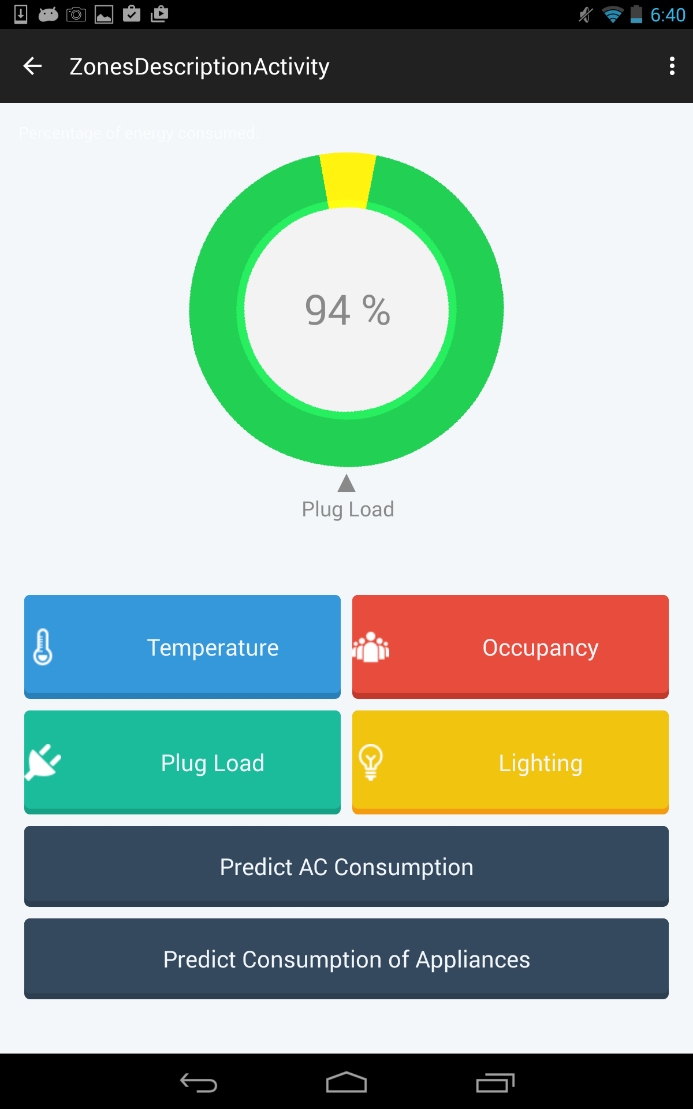 6:40
ZonesDescriptionActivity
Percentage of energy consumed
94 %
Plug Load
Temperature
Occupancy
Plug Load
Lighting
Predict AC Consumption
Predict Consumption of Appliances